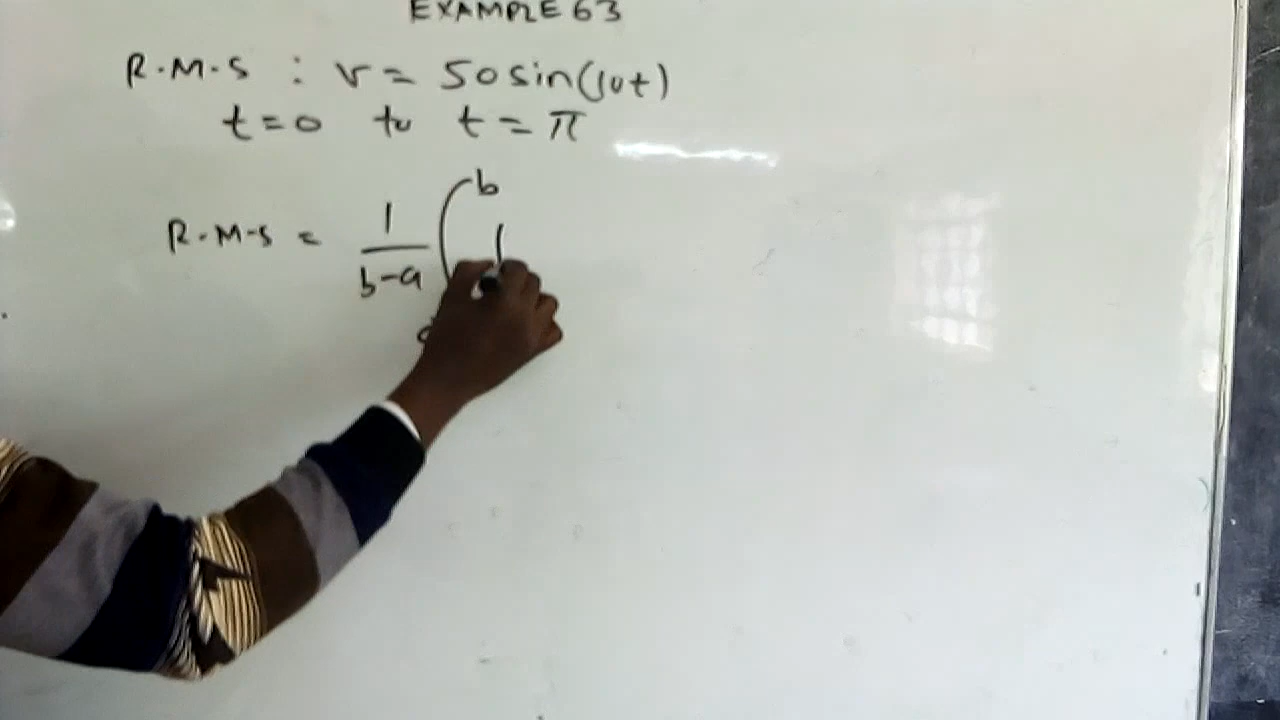 EXAMPLE 63
R.M.S : v = 50 sin(10t)
t=0 to t = π
R.M.S = 1/b-a ∫ b